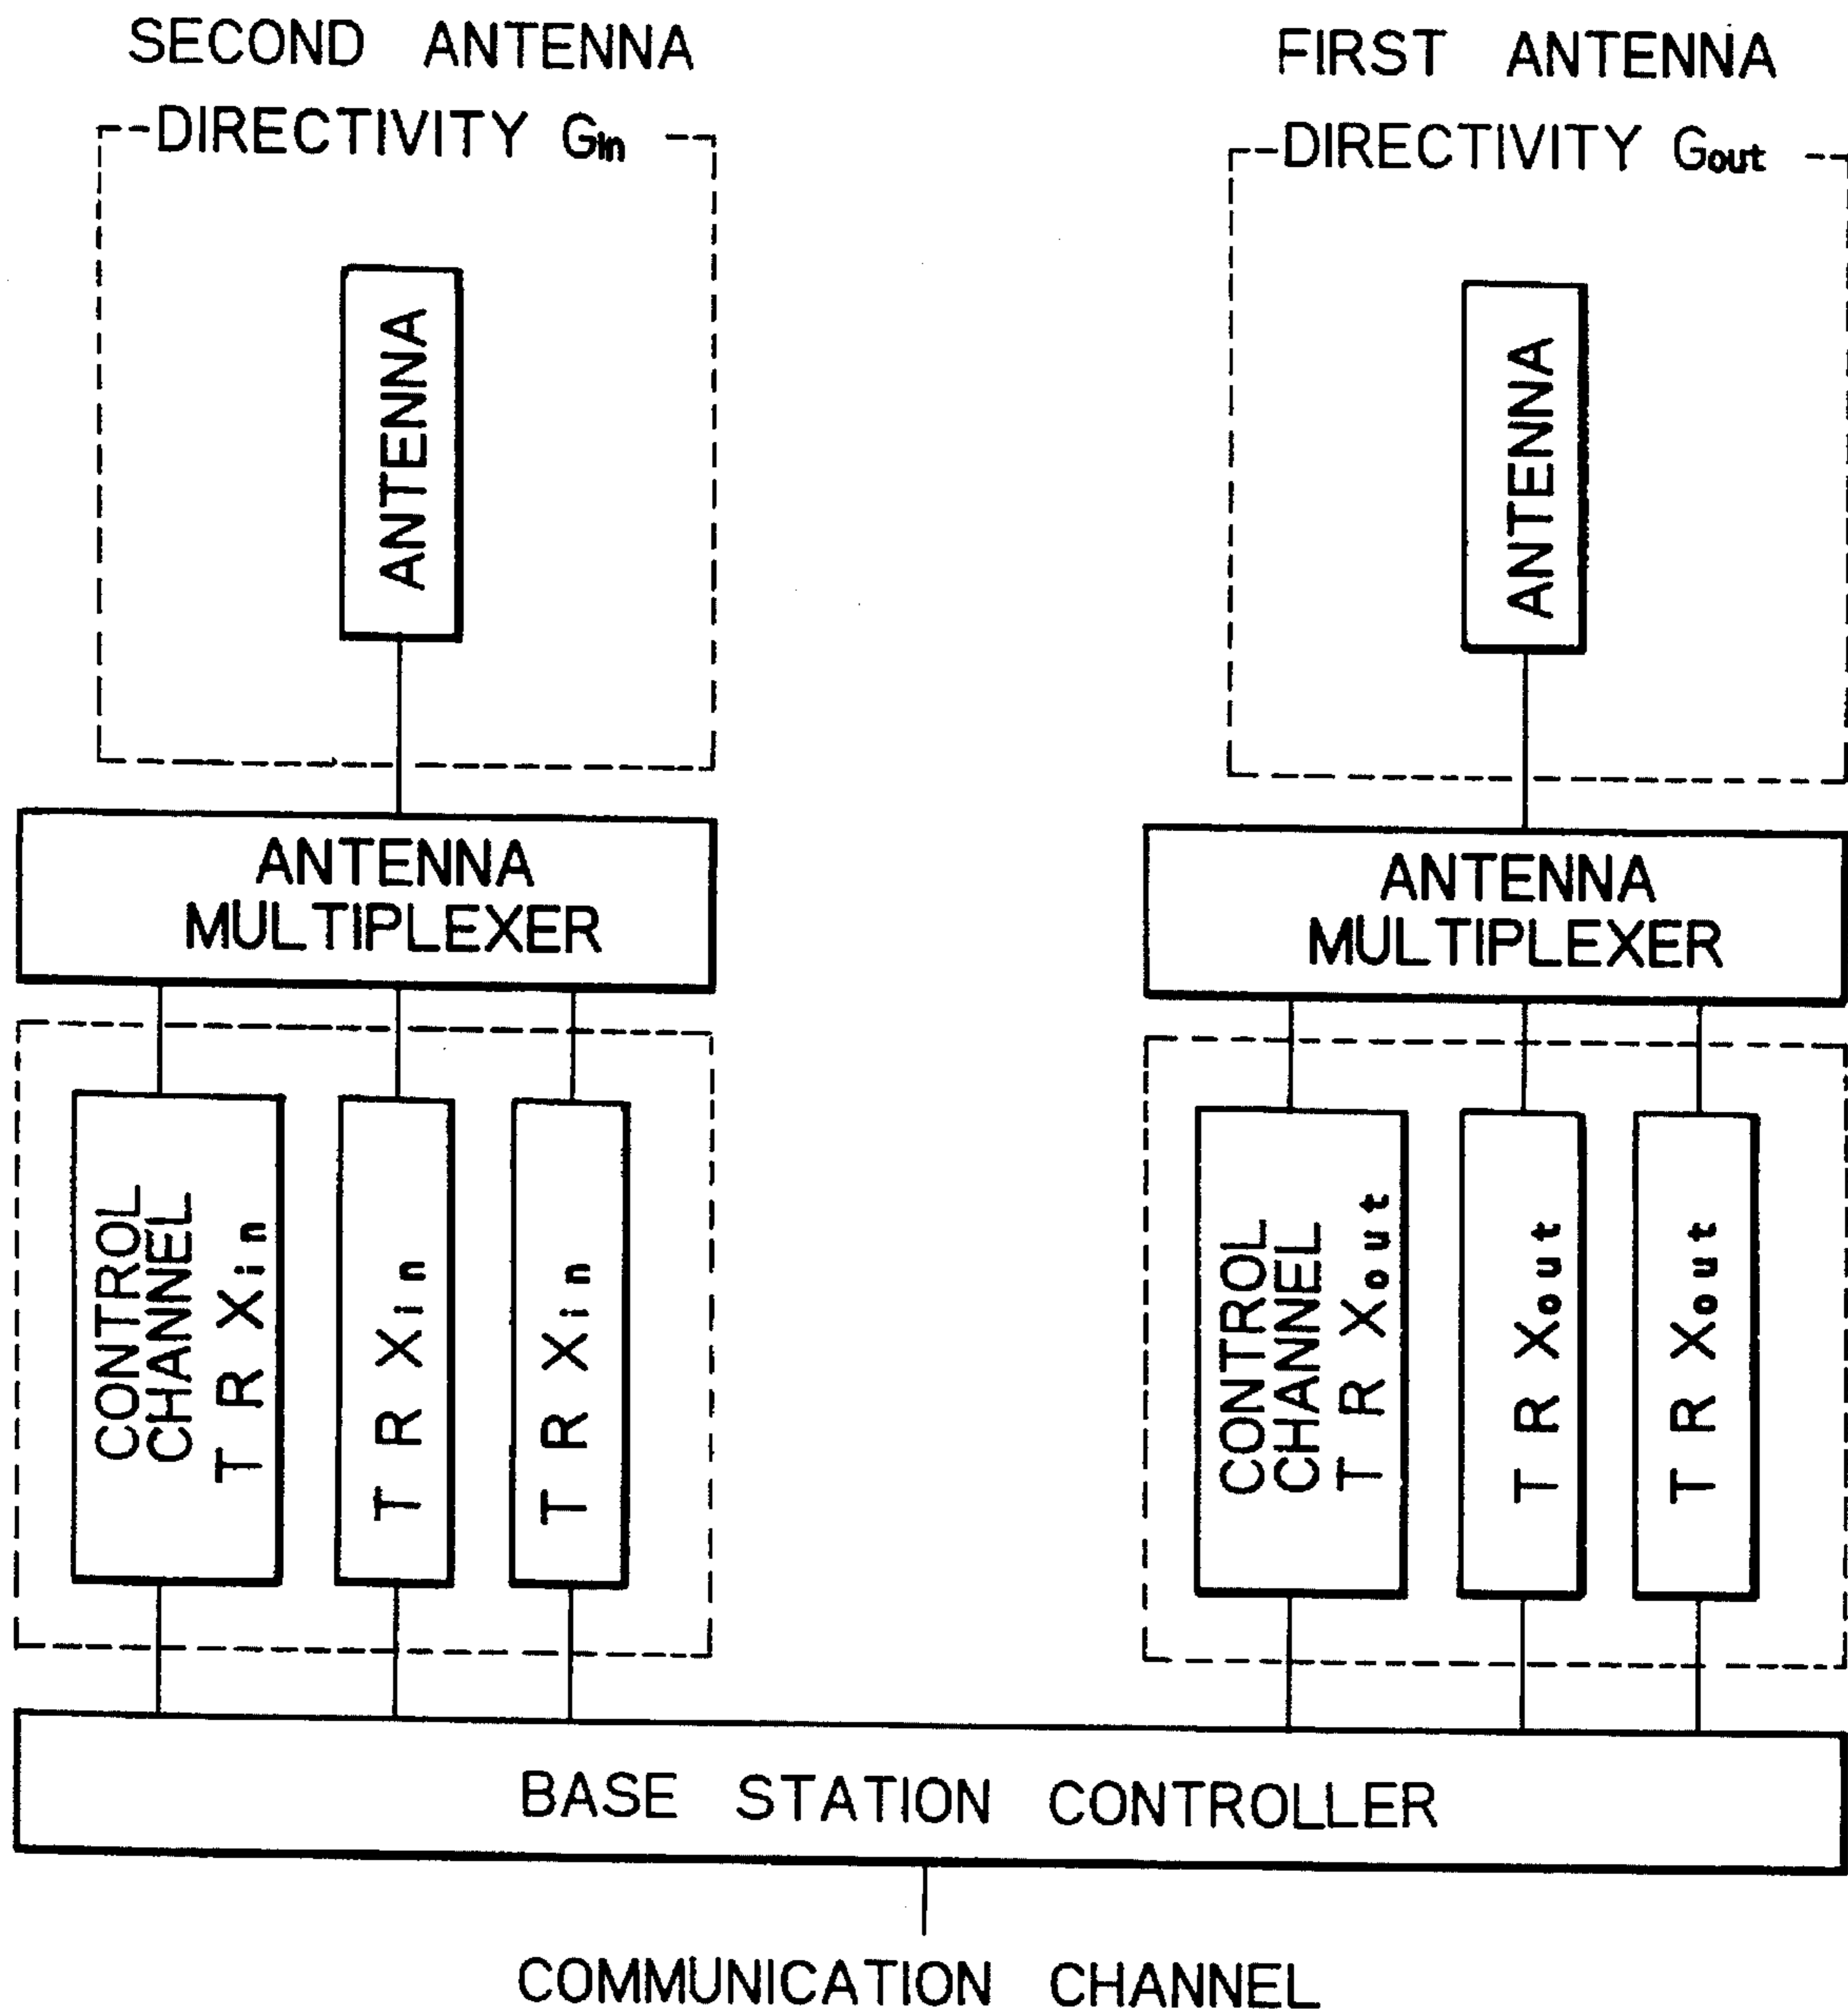 SECOND ANTENNA
DIRECTIVITY Gin
FIRST ANTENNA
DIRECTIVITY Gout
ANTENNA
ANTENNA
ANTENNA
MULTIPLEXER
ANTENNA
MULTIPLEXER
CONTROL
CHANNEL
TRXin
TRXin
TRXin
CONTROL
CHANNEL
TRXout
TRXout
TRXout
BASE STATION CONTROLLER
COMMUNICATION CHANNEL